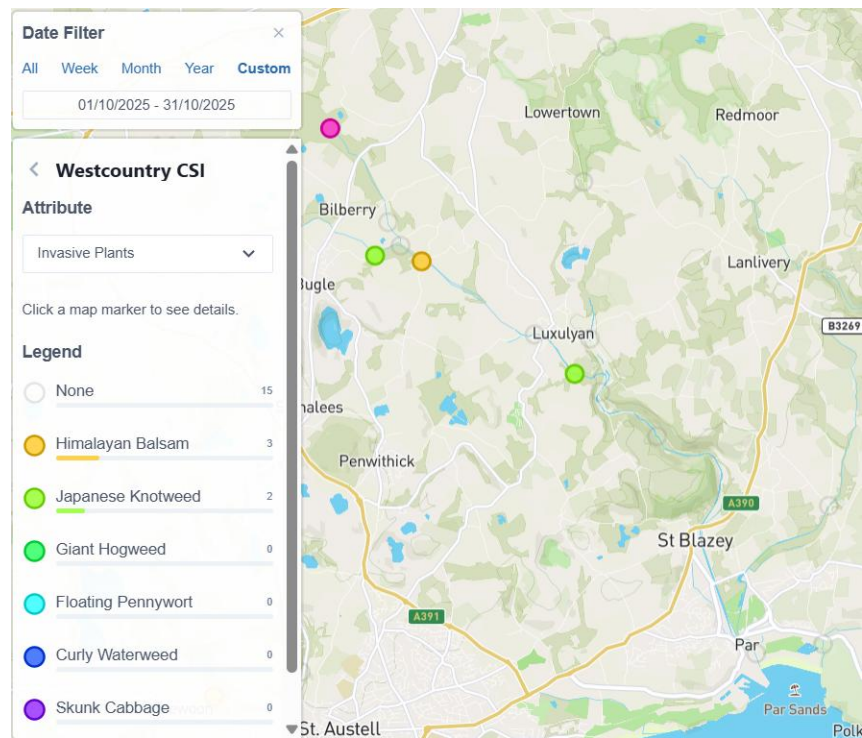 Date Filter
All Week Month Year Custom
01/10/2025 - 31/10/2025
Westcountry CSI
Attribute
Invasive Plants
Click a map marker to see details.
Legend
None 15
Himalayan Balsam 3
Japanese Knotweed 2
Giant Hogweed 0
Floating Pennywort 0
Curly Waterweed 0
Skunk Cabbage 0
Lowertown
Redmoor
Bilberry
Lanlivery
ugle
B3269
Luxulyan
nalees
Penwithick
A390
St Blazey
A391
Par
Par Sands
St. Austell
Polk